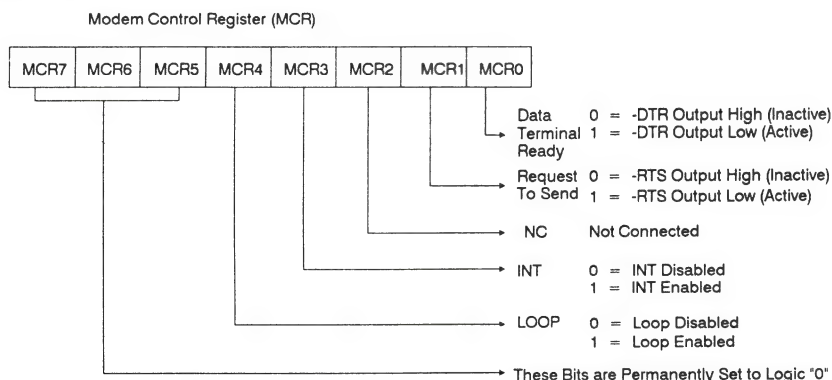 Modem Control Register (MCR)
MCR7 MCR6 MCR5 MCR4 MCR3 MCR2 MCR1 MCR0
Data 0 = -DTR Output High (Inactive)
Terminal 1 = -DTR Output Low (Active)
Ready
Request 0 = -RTS Output High (Inactive)
To Send 1 = -RTS Output Low (Active)
NC Not Connected
INT 0 = INT Disabled
1 = INT Enabled
LOOP 0 = Loop Disabled
1 = Loop Enabled
These Bits are Permanently Set to Logic "0"